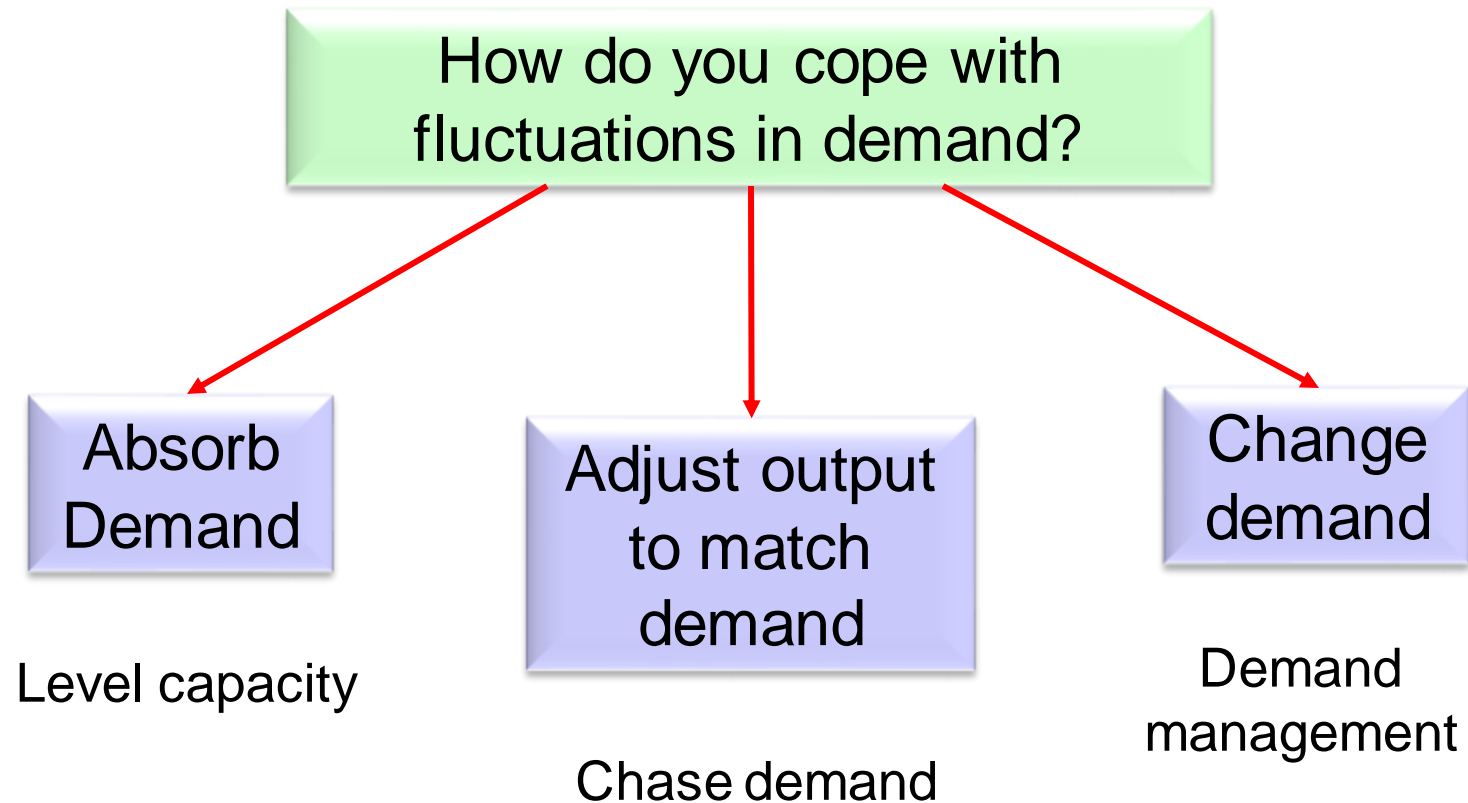 How do you cope with
fluctuations in demand?
Absorb
Demand
Level capacity
Adjust output
to match
demand
Chase demand
Change
demand
Demand
management